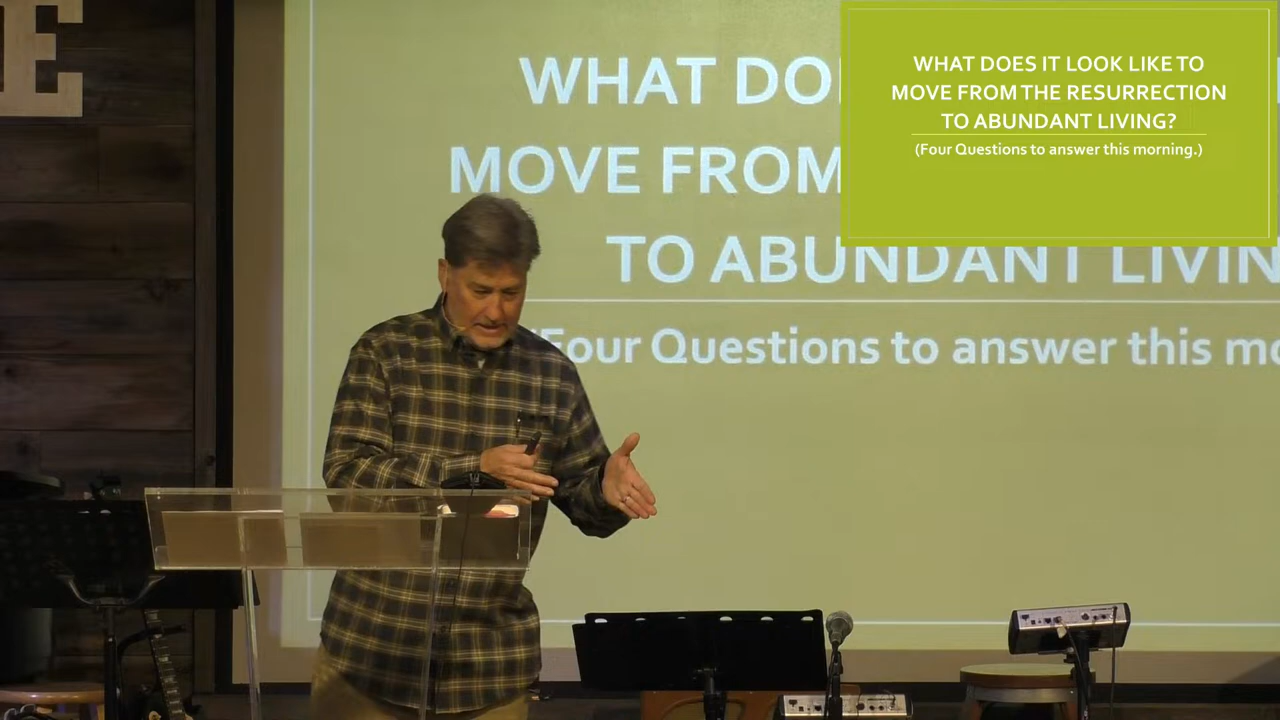 E
WHAT DO
MOVE FROM
TO ABUNDANT LIVIN
(Four Questions to answer this mo
WHAT DOES IT LOOK LIKE TO
MOVE FROM THE RESURRECTION
TO ABUNDANT LIVING?
(Four Questions to answer this morning.)